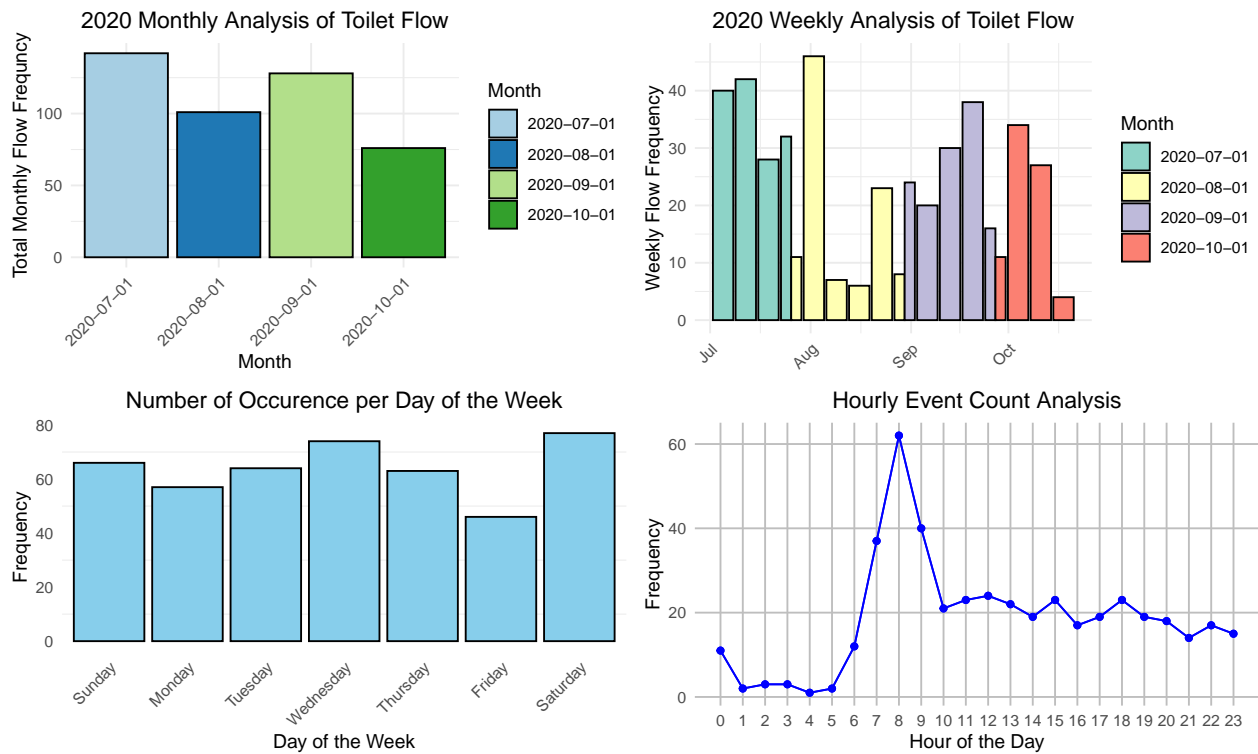 2020 Monthly Analysis of Toilet Flow
Total Monthly Flow Frequncy
100
50
0
2020−07−01
2020−08−01
2020−09−01
2020−10−01
Month
Month
2020−07−01
2020−08−01
2020−09−01
2020−10−01
2020 Weekly Analysis of Toilet Flow
Weekly Flow Frequency
40
30
20
10
0
Jul
Aug
Sep
Oct
Month
2020−07−01
2020−08−01
2020−09−01
2020−10−01
Number of Occurence per Day of the Week
Frequency
80
60
40
20
0
Sunday
Monday
Tuesday
Wednesday
Thursday
Friday
Saturday
Day of the Week
Hourly Event Count Analysis
Frequency
60
40
20
0
0 1 2 3 4 5 6 7 8 9 10 11 12 13 14 15 16 17 18 19 20 21 22 23
Hour of the Day